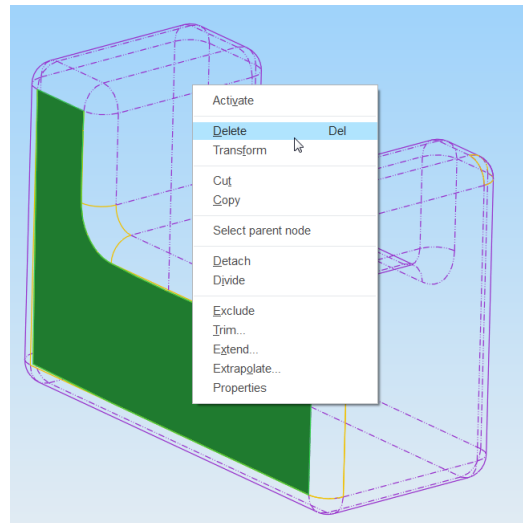 Activate
Delete Del
Transform
Cut
Copy
Select parent node
Detach
Divide
Exclude
Trim...
Extend...
Extrapolate...
Properties